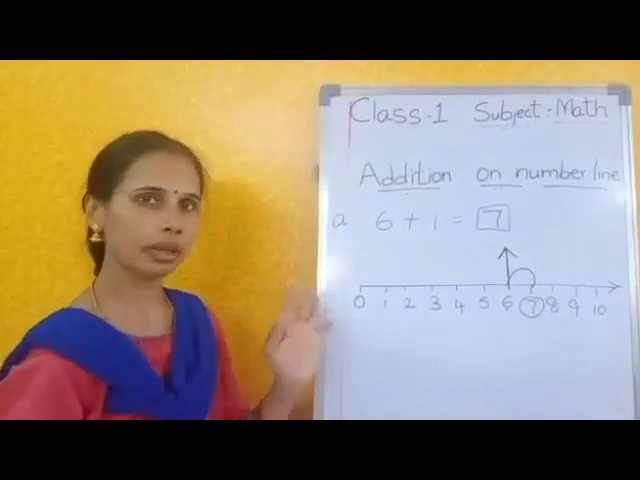 Class-1 Subject-Math
Addition on number line
a 6 + 1 = 7
0 1 2 3 4 5 6 7 8 9 10